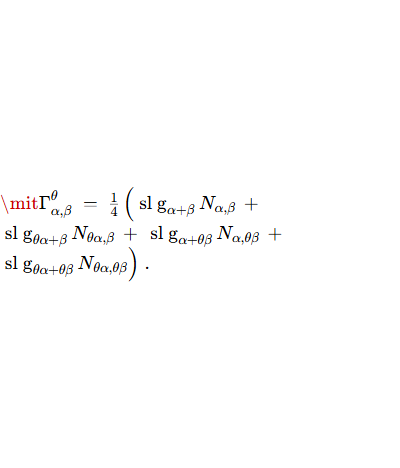 \mitΓ^θ_{α,β} = 1/4 ( sl g_{α+β} N_{α,β} +
sl g_{θα+β} N_{θα,β} + sl g_{α+θβ} N_{α,θβ} +
sl g_{θα+θβ} N_{θα,θβ} ) .